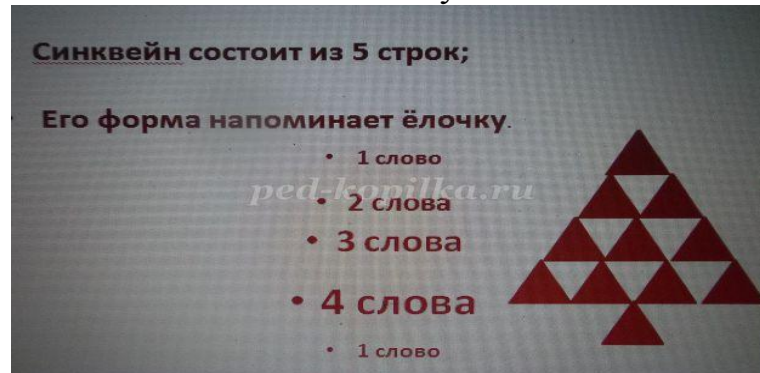 Синквейн состоит из 5 строк;
Его форма напоминает ёлочку.
• 1 слово
ped-kopilka.ru
• 2 слова
• 3 слова
• 4 слова
• 1 слово